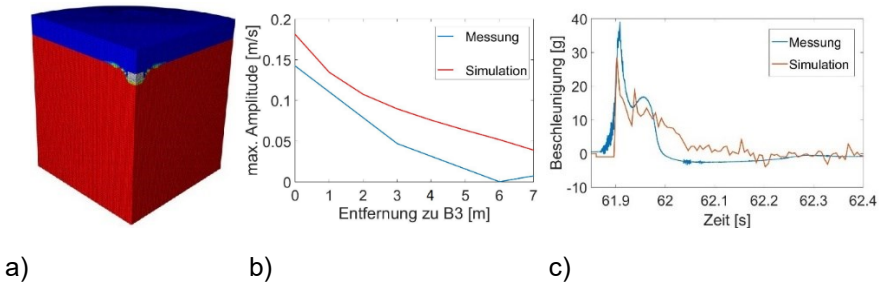 max. Amplitude [m/s]
0.2
0.15
0.1
0.05
0
Messung
Simulation
0 1 2 3 4 5 6 7
Entfernung zu B3 [m]
Beschleunigung [g]
40
30
20
10
0
-10
Messung
Simulation
61.9 62 62.1 62.2 62.3 62.4
Zeit [s]
a) b) c)